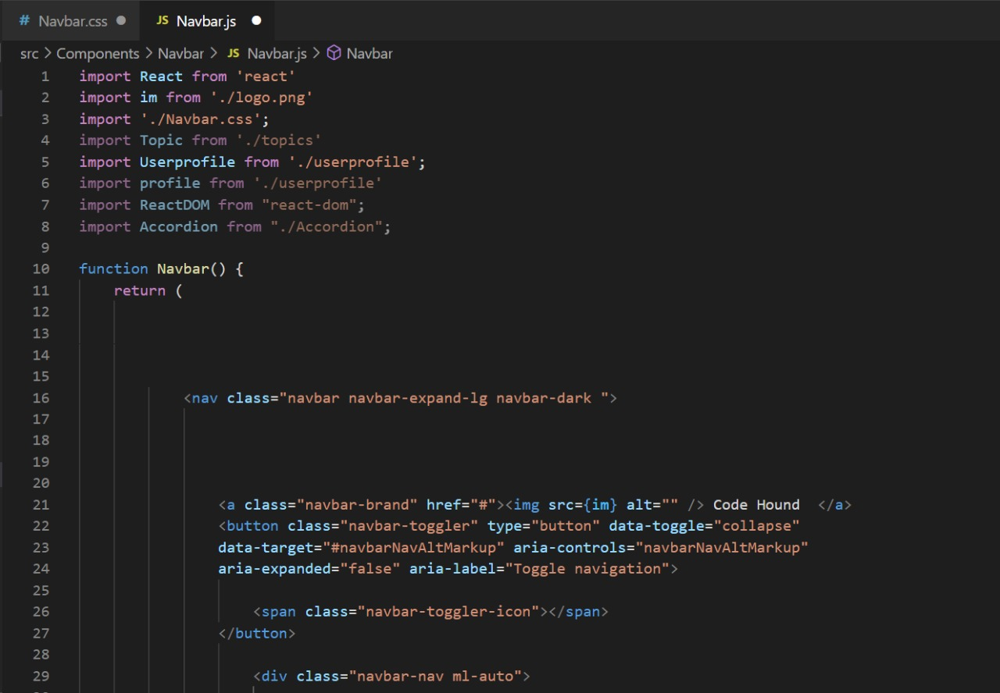 # Navbar.css
JS Navbar.js
src > Components > Navbar > JS Navbar.js > Navbar
1 import React from 'react'
2 import im from './logo.png'
3 import './Navbar.css';
4 import Topic from './topics'
5 import Userprofile from './userprofile';
6 import profile from './userprofile'
7 import ReactDOM from "react-dom";
8 import Accordion from "./Accordion";
9
10 function Navbar() {
11 return (
12
13
14
15
16 <nav class="navbar navbar-expand-lg navbar-dark ">
17
18
19
20
21 <a class="navbar-brand" href="#"><img src={im} alt="" /> Code Hound  </a>
22 <button class="navbar-toggler" type="button" data-toggle="collapse"
23 data-target="#navbarNavAltMarkup" aria-controls="navbarNavAltMarkup"
24 aria-expanded="false" aria-label="Toggle navigation">
25
26 <span class="navbar-toggler-icon"></span>
27 </button>
28
29 <div class="navbar-nav ml-auto">